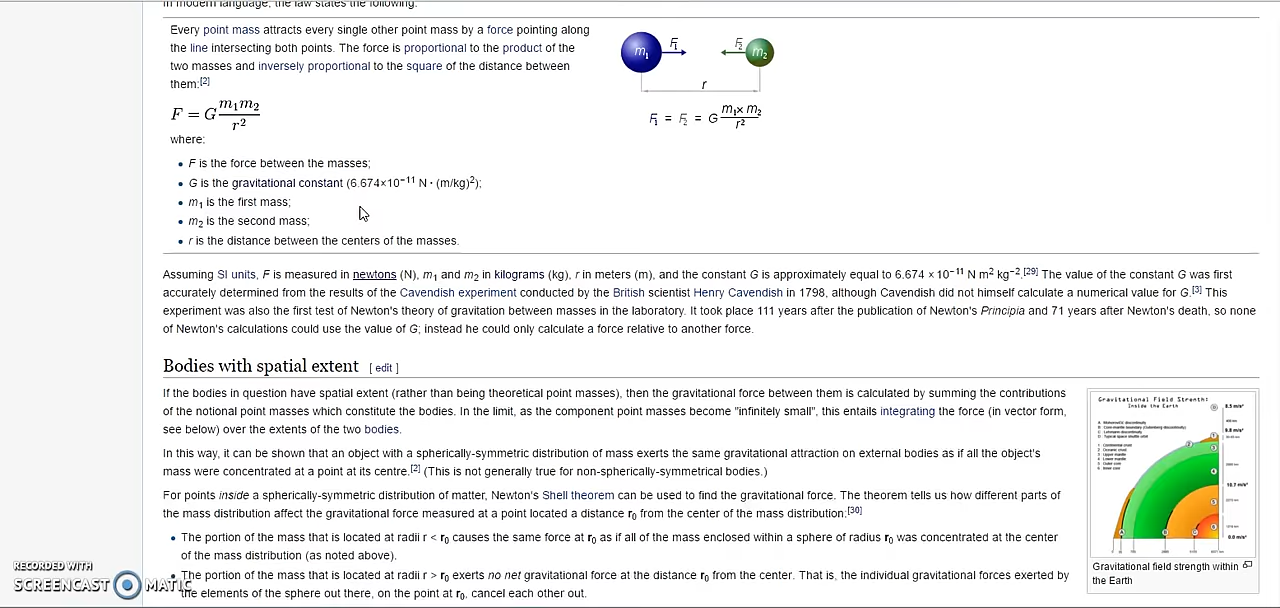 In modern language, the law states the following:
Every point mass attracts every single other point mass by a force pointing along
the line intersecting both points. The force is proportional to the product of the
two masses and inversely proportional to the square of the distance between
them:[2]
F = G m1m2 / r2
where:
• F is the force between the masses;
• G is the gravitational constant (6.674×10−11 N · (m/kg)2);
• m1 is the first mass;
• m2 is the second mass;
• r is the distance between the centers of the masses.
m1 F1 F2 m2
r
F1 = F2 = G m1× m2 / r2
Assuming SI units, F is measured in newtons (N), m1 and m2 in kilograms (kg), r in meters (m), and the constant G is approximately equal to 6.674 × 10−11 N m2 kg−2.[29] The value of the constant G was first
accurately determined from the results of the Cavendish experiment conducted by the British scientist Henry Cavendish in 1798, although Cavendish did not himself calculate a numerical value for G.[3] This
experiment was also the first test of Newton's theory of gravitation between masses in the laboratory. It took place 111 years after the publication of Newton's Principia and 71 years after Newton's death, so none
of Newton's calculations could use the value of G; instead he could only calculate a force relative to another force.
Bodies with spatial extent [ edit ]
If the bodies in question have spatial extent (rather than being theoretical point masses), then the gravitational force between them is calculated by summing the contributions
of the notional point masses which constitute the bodies. In the limit, as the component point masses become "infinitely small", this entails integrating the force (in vector form,
see below) over the extents of the two bodies.
In this way, it can be shown that an object with a spherically-symmetric distribution of mass exerts the same gravitational attraction on external bodies as if all the object's
mass were concentrated at a point at its centre.[2] (This is not generally true for non-spherically-symmetrical bodies.)
For points inside a spherically-symmetric distribution of matter, Newton's Shell theorem can be used to find the gravitational force. The theorem tells us how different parts of
the mass distribution affect the gravitational force measured at a point located a distance r0 from the center of the mass distribution:[30]
• The portion of the mass that is located at radii r < r0 causes the same force at r0 as if all of the mass enclosed within a sphere of radius r0 was concentrated at the center
of the mass distribution (as noted above).
• The portion of the mass that is located at radii r > r0 exerts no net gravitational force at the distance r0 from the center. That is, the individual gravitational forces exerted by
the elements of the sphere out there, on the point at r0, cancel each other out.
Gravitational Field Strength:
Inside the Earth
Gravitational field strength within
the Earth
RECORDED WITH
SCREENCAST MATIC